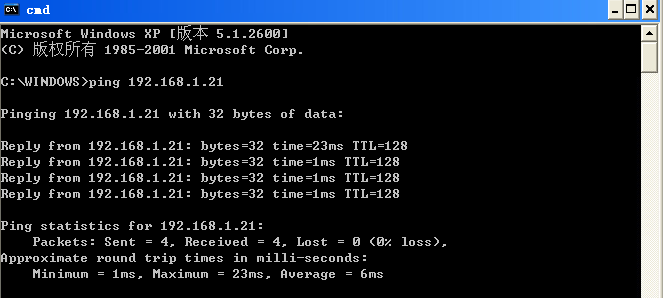 cmd
Microsoft Windows XP [版本 5.1.2600]
(C) 版权所有 1985-2001 Microsoft Corp.
C:\WINDOWS>ping 192.168.1.21
Pinging 192.168.1.21 with 32 bytes of data:
Reply from 192.168.1.21: bytes=32 time=23ms TTL=128
Reply from 192.168.1.21: bytes=32 time=1ms TTL=128
Reply from 192.168.1.21: bytes=32 time=1ms TTL=128
Reply from 192.168.1.21: bytes=32 time=1ms TTL=128
Ping statistics for 192.168.1.21:
    Packets: Sent = 4, Received = 4, Lost = 0 (0% loss),
Approximate round trip times in milli-seconds:
    Minimum = 1ms, Maximum = 23ms, Average = 6ms